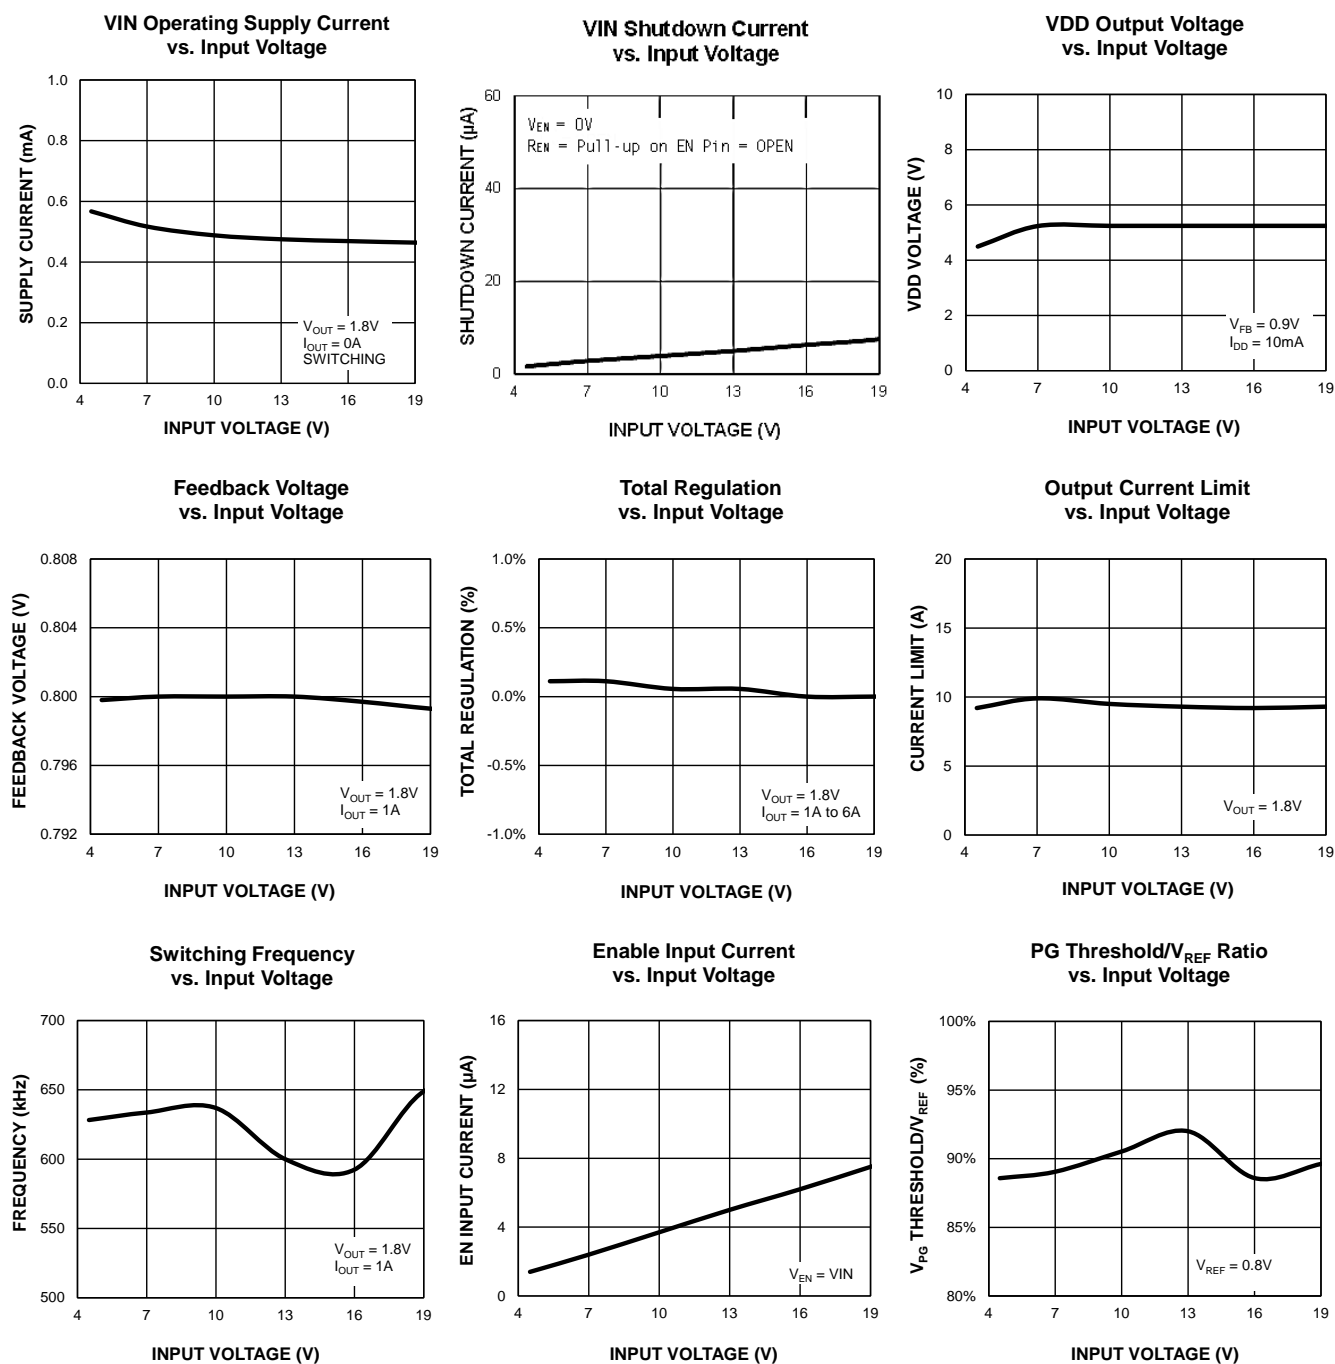 VIN Operating Supply Current
vs. Input Voltage
1.0
0.8
0.6
0.4
0.2
0.0
SUPPLY CURRENT (mA)
VOUT = 1.8V
IOUT = 0A
SWITCHING
4 7 10 13 16 19
INPUT VOLTAGE (V)
VIN Shutdown Current
vs. Input Voltage
60
40
20
0
SHUTDOWN CURRENT (µA)
VEN = 0V
REN = Pull-up on EN Pin = OPEN
4 7 10 13 16 19
INPUT VOLTAGE (V)
VDD Output Voltage
vs. Input Voltage
10
8
6
4
2
0
VDD VOLTAGE (V)
VFB = 0.9V
IDD = 10mA
4 7 10 13 16 19
INPUT VOLTAGE (V)
Feedback Voltage
vs. Input Voltage
0.808
0.804
0.800
0.796
0.792
FEEDBACK VOLTAGE (V)
VOUT = 1.8V
IOUT = 1A
4 7 10 13 16 19
INPUT VOLTAGE (V)
Total Regulation
vs. Input Voltage
1.0%
0.5%
0.0%
-0.5%
-1.0%
TOTAL REGULATION (%)
VOUT = 1.8V
IOUT = 1A to 6A
4 7 10 13 16 19
INPUT VOLTAGE (V)
Output Current Limit
vs. Input Voltage
20
15
10
5
0
CURRENT LIMIT (A)
VOUT = 1.8V
4 7 10 13 16 19
INPUT VOLTAGE (V)
Switching Frequency
vs. Input Voltage
700
650
600
550
500
FREQUENCY (kHz)
VOUT = 1.8V
IOUT = 1A
4 7 10 13 16 19
INPUT VOLTAGE (V)
Enable Input Current
vs. Input Voltage
16
12
8
4
0
EN INPUT CURRENT (µA)
VEN = VIN
4 7 10 13 16 19
INPUT VOLTAGE (V)
PG Threshold/VREF Ratio
vs. Input Voltage
100%
95%
90%
85%
80%
VPG THRESHOLD/VREF (%)
VREF = 0.8V
4 7 10 13 16 19
INPUT VOLTAGE (V)